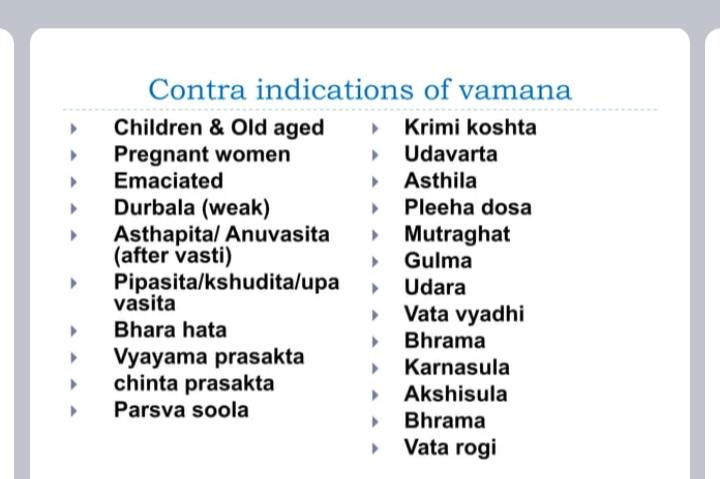 Contra indications of vamana
Children & Old aged
Pregnant women
Emaciated
Durbala (weak)
Asthapita/ Anuvasita
(after vasti)
Pipasita/kshudita/upa
vasita
Bhara hata
Vyayama prasakta
chinta prasakta
Parsva soola
Krimi koshta
Udavarta
Asthila
Pleeha dosa
Mutraghat
Gulma
Udara
Vata vyadhi
Bhrama
Karnasula
Akshisula
Bhrama
Vata rogi